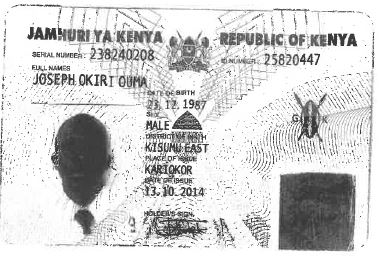 JAMHURI YA KENYA REPUBLIC OF KENYA
SERIAL NUMBER: 238240208 ID NUMBER: 25820447
FULL NAMES
JOSEPH OKIRI OUMA
DATE OF BIRTH
23.12.1987
SEX
MALE
DISTRICT OF BIRTH
KISUMU EAST
PLACE OF ISSUE
KARIOKOR
DATE OF ISSUE
13.10.2014
HOLDER'S SIGN.